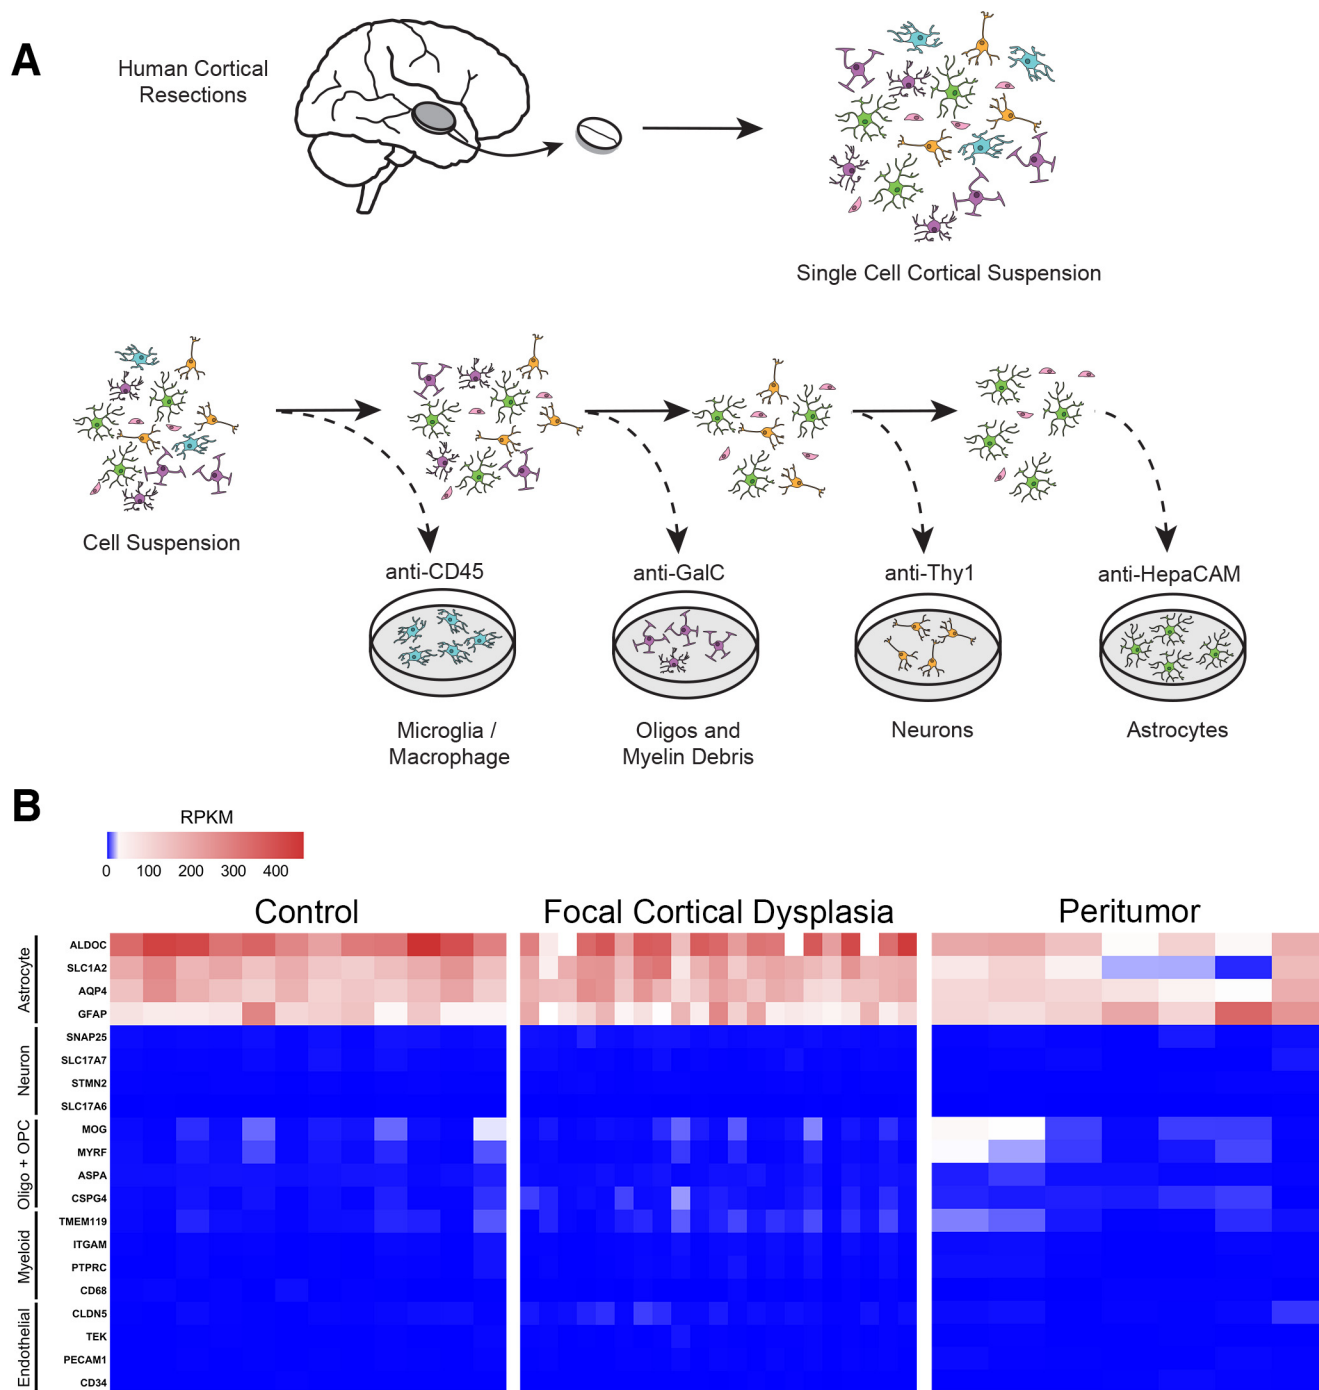 A
Human Cortical
Resections
Single Cell Cortical Suspension
Cell Suspension
anti-CD45
anti-GalC
anti-Thy1
anti-HepaCAM
Microglia /
Macrophage
Oligos and
Myelin Debris
Neurons
Astrocytes
B
RPKM
0 100 200 300 400
Control
Focal Cortical Dysplasia
Peritumor
Astrocyte
ALDOC
SLC1A2
AQP4
GFAP
Neuron
SNAP25
SLC17A7
STMN2
SLC17A6
Oligo + OPC
MOG
MYRF
ASPA
CSPG4
Myeloid
TMEM119
ITGAM
PTPRC
CD68
Endothelial
CLDN5
TEK
PECAM1
CD34